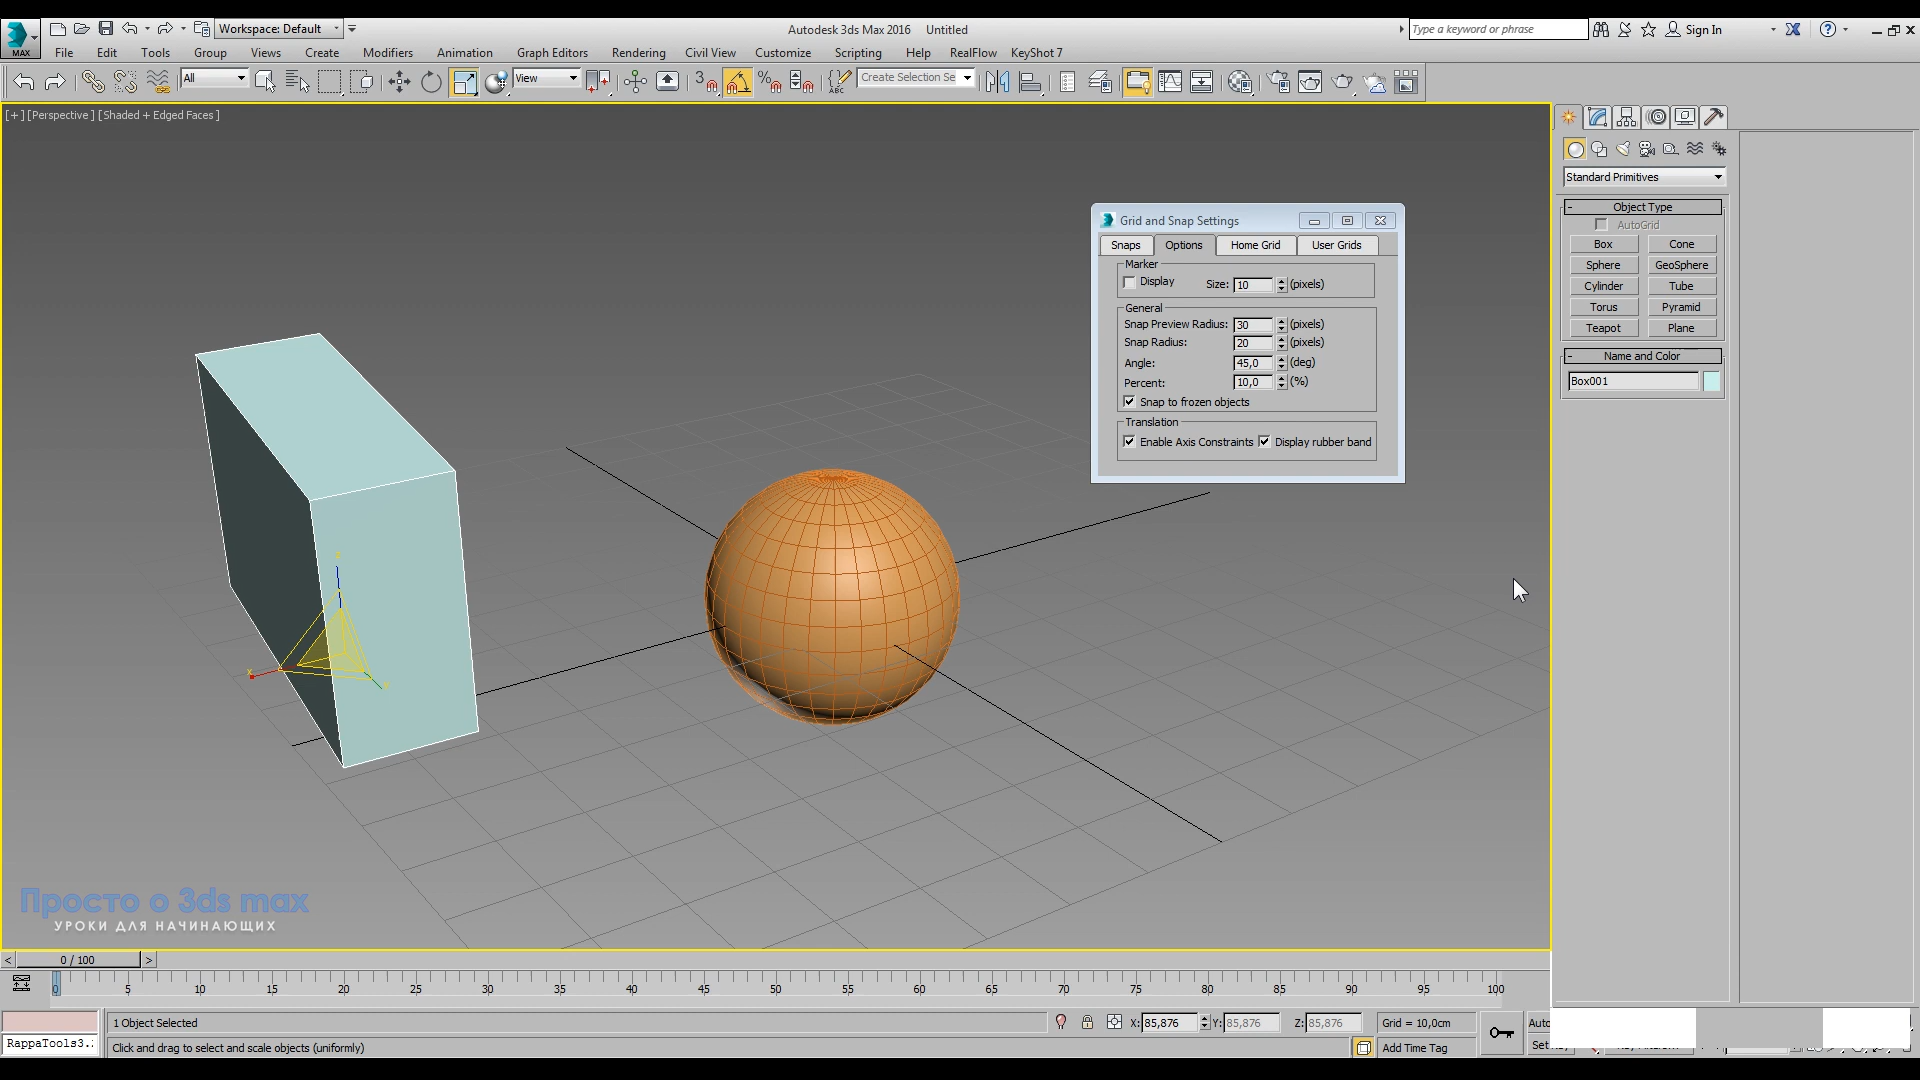 Workspace: Default
Autodesk 3ds Max 2016 Untitled
Type a keyword or phrase
Sign In
MAX
File Edit Tools Group Views Create Modifiers Animation Graph Editors Rendering Civil View Customize Scripting Help RealFlow KeyShot 7
All
View
3
ABC
Create Selection Se
[+] [Perspective ] [Shaded + Edged Faces ]
Standard Primitives
- Object Type
AutoGrid
Box Cone
Sphere GeoSphere
Cylinder Tube
Torus Pyramid
Teapot Plane
- Name and Color
Box001
Grid and Snap Settings
Snaps Options Home Grid User Grids
Marker
Display Size: 10 (pixels)
General
Snap Preview Radius: 30 (pixels)
Snap Radius: 20 (pixels)
Angle: 45,0 (deg)
Percent: 10,0 (%)
Snap to frozen objects
Translation
Enable Axis Constraints Display rubber band
z
x
Просто о 3ds max
УРОКИ ДЛЯ НАЧИНАЮЩИХ
< 0 / 100 >
0 5 10 15 20 25 30 35 40 45 50 55 60 65 70 75 80 85 90 95 100
1 Object Selected
X: 85,876 Y: 85,876 Z: 85,876 Grid = 10,0cm
Auto
RappaTools3.
Click and drag to select and scale objects (uniformly)
Add Time Tag